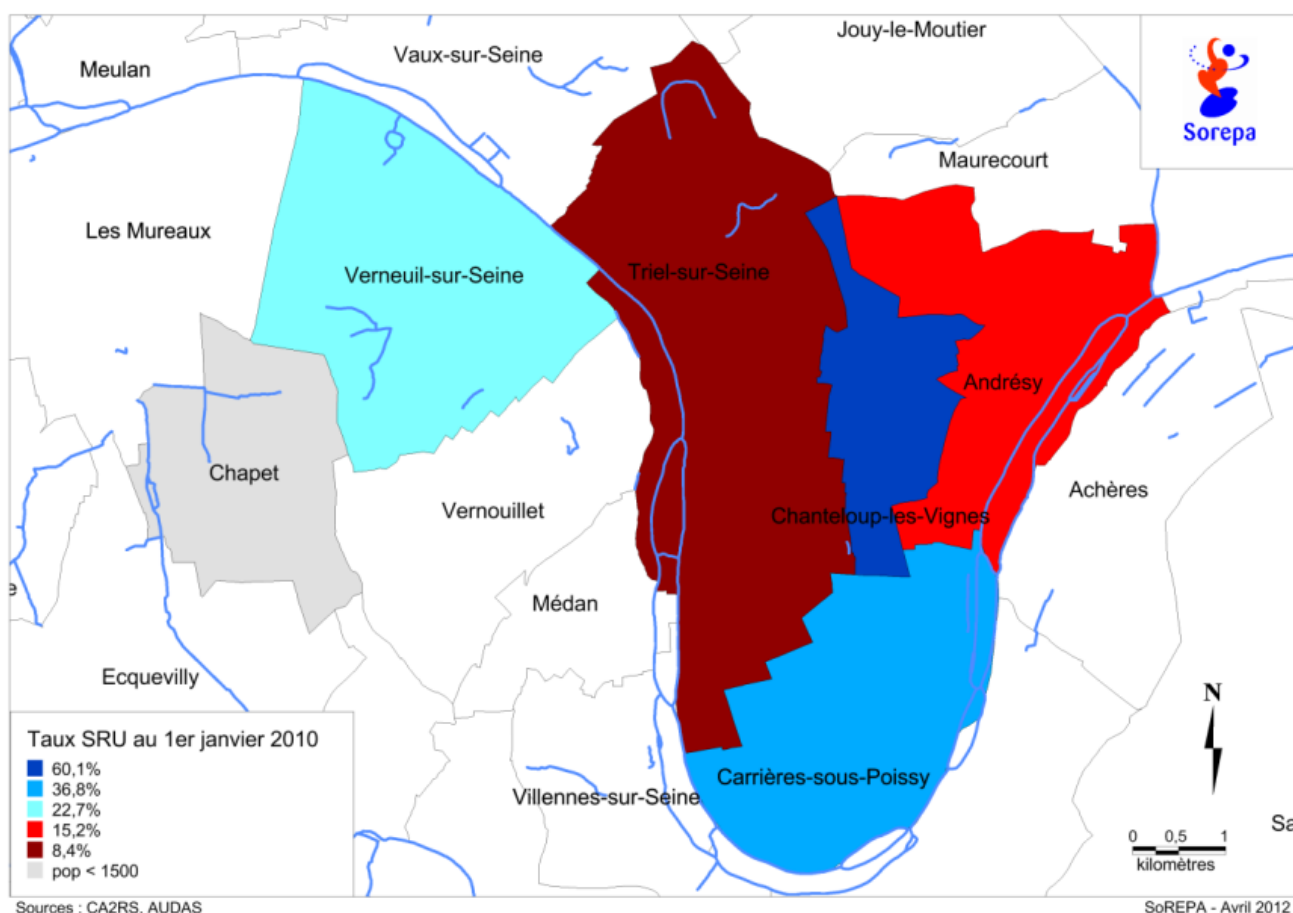 Jouy-le-Moutier
Vaux-sur-Seine
Meulan
Sorepa
Maurecourt
Les Mureaux
Verneuil-sur-Seine
Triel-sur-Seine
Andrésy
Chapet
Achères
Vernouillet
Chanteloup-les-Vignes
e
Médan
Ecquevilly
N
Taux SRU au 1er janvier 2010
60,1%
36,8%
22,7%
15,2%
8,4%
pop < 1500
Carrières-sous-Poissy
Villennes-sur-Seine
Sa
0 0,5 1
kilomètres
Sources : CA2RS, AUDAS
SoREPA - Avril 2012